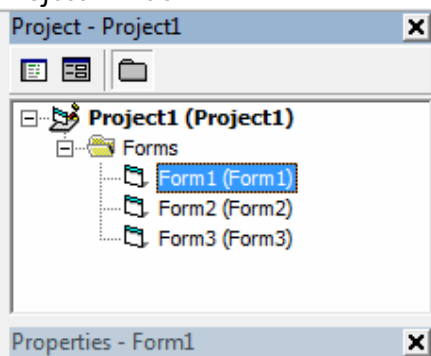 Project - Project1
Project1 (Project1)
Forms
Form1 (Form1)
Form2 (Form2)
Form3 (Form3)
Properties - Form1